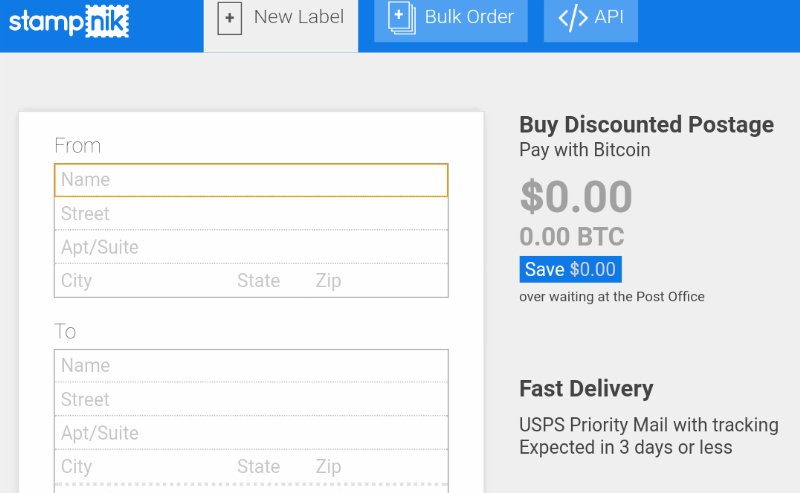 stampnik
New Label
Bulk Order
</> API
From
Name
Street
Apt/Suite
City State Zip
To
Name
Street
Apt/Suite
City State Zip
Buy Discounted Postage
Pay with Bitcoin
$0.00
0.00 BTC
Save $0.00
over waiting at the Post Office
Fast Delivery
USPS Priority Mail with tracking
Expected in 3 days or less